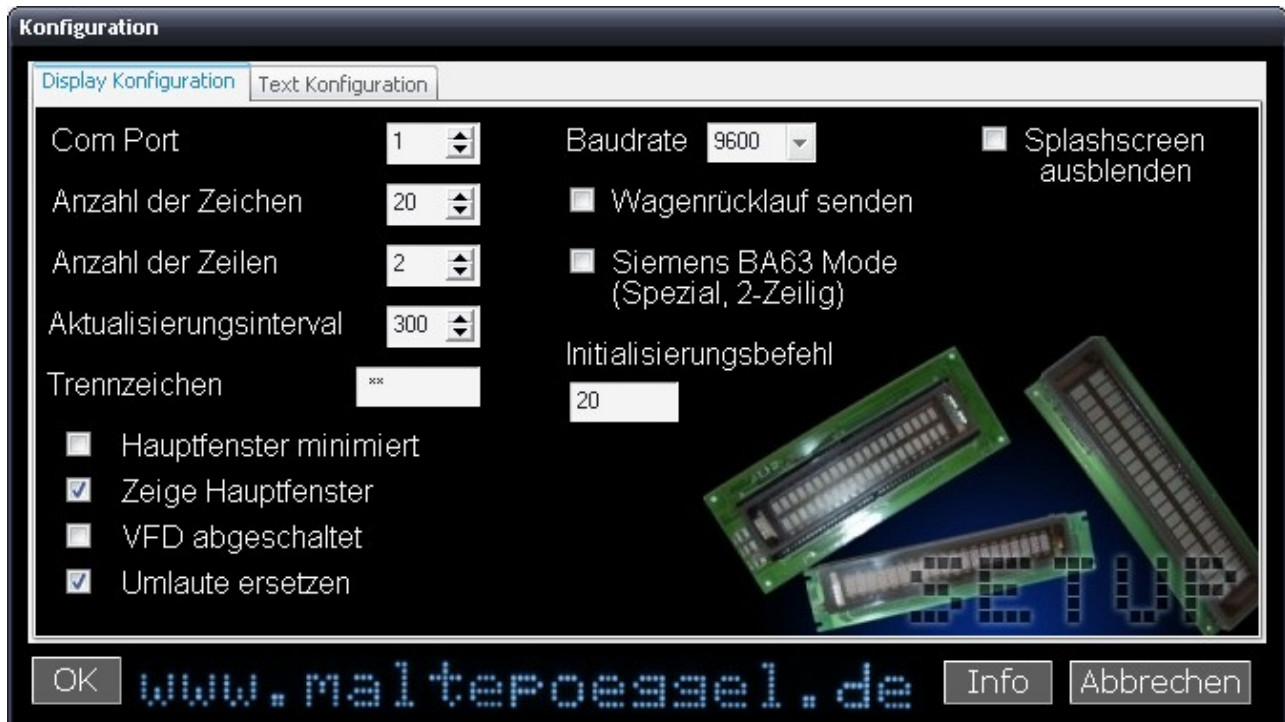 Konfiguration
Display Konfiguration
Text Konfiguration
Com Port
1
Baudrate
9600
Splashscreen
ausblenden
Anzahl der Zeichen
20
Wagenrücklauf senden
Anzahl der Zeilen
2
Siemens BA63 Mode
(Spezial, 2-Zeilig)
Aktualisierungsinterval
300
Initialisierungsbefehl
Trennzeichen
**
20
Hauptfenster minimiert
Zeige Hauptfenster
VFD abgeschaltet
Umlaute ersetzen
SETUP
OK
www.maltepoeggel.de
Info
Abbrechen